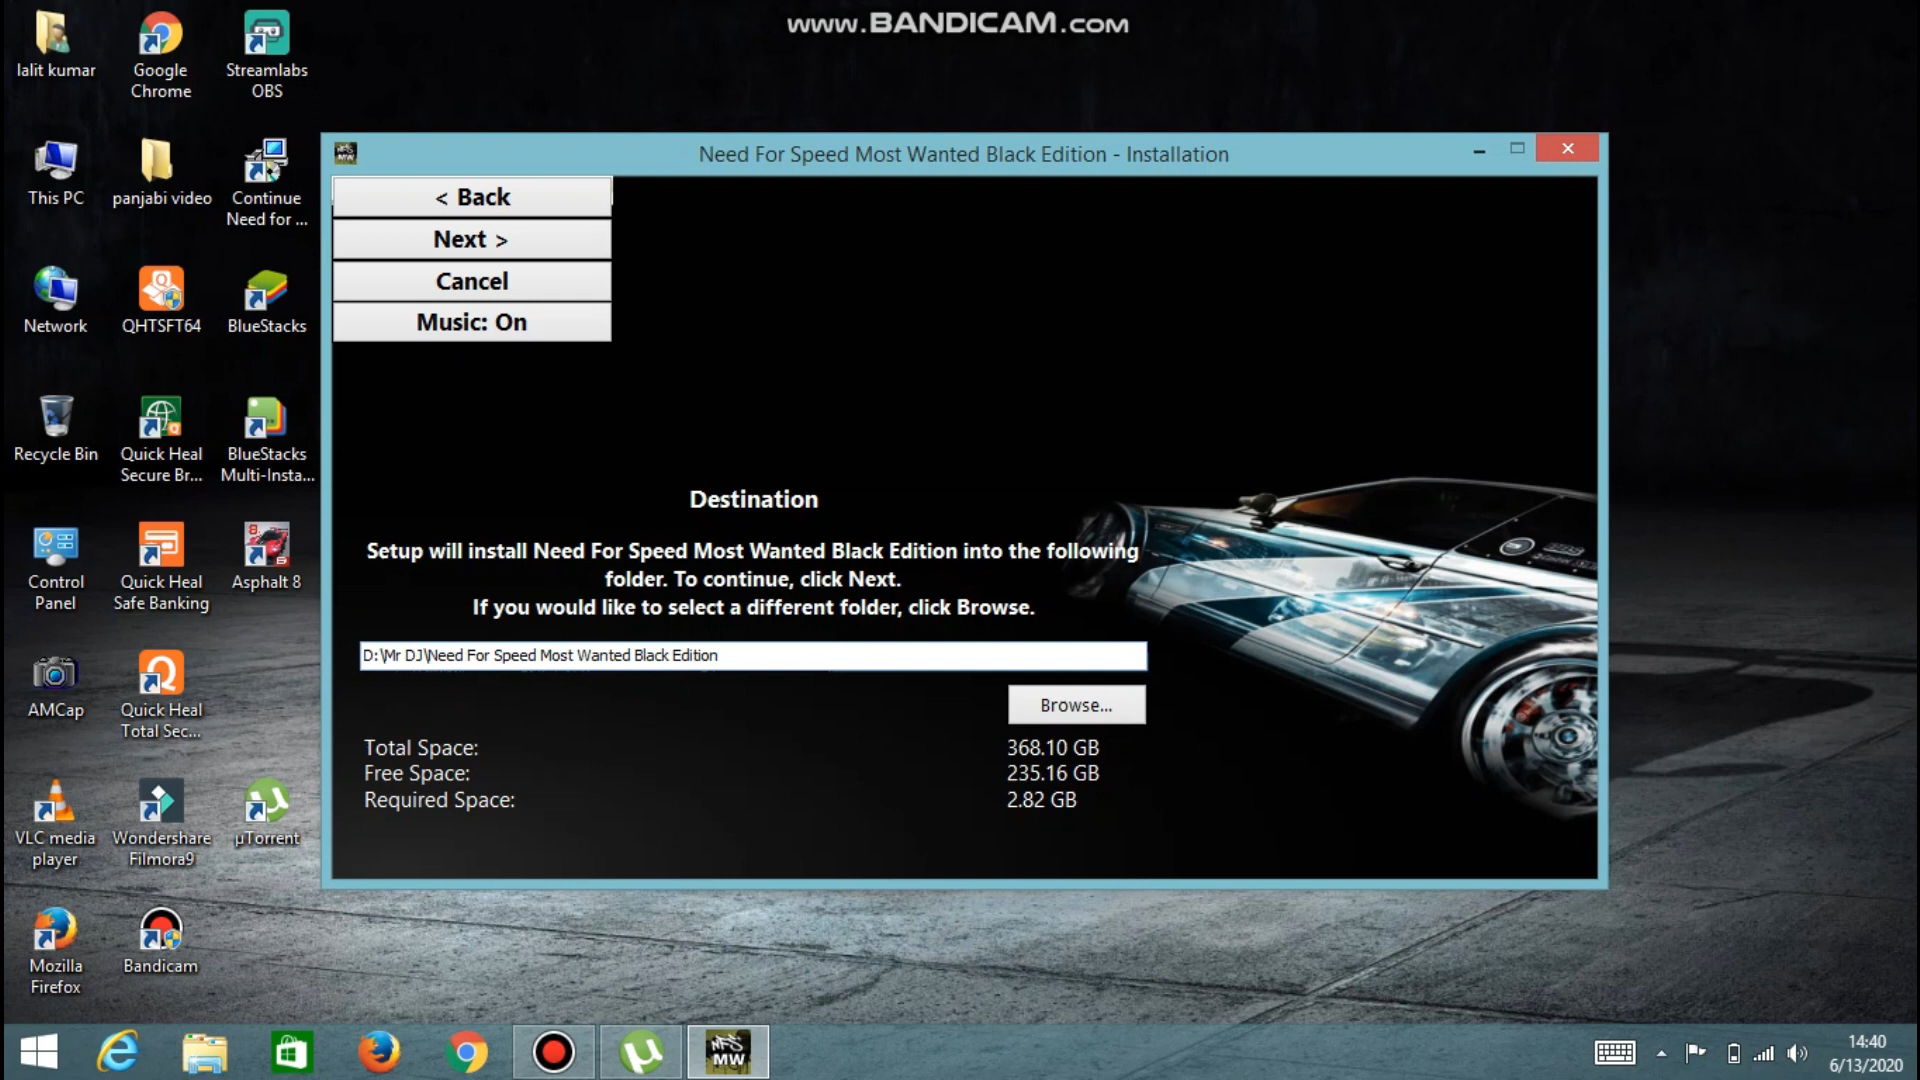 www.BANDICAM.com
lalit kumar
Google
Chrome
Streamlabs
OBS
This PC
panjabi video
Continue
Need for ...
Network
QHTSFT64
BlueStacks
Recycle Bin
Quick Heal
Secure Br...
BlueStacks
Multi-Insta...
Control
Panel
Quick Heal
Safe Banking
Asphalt 8
AMCap
Quick Heal
Total Sec...
VLC media
player
Wondershare
Filmora9
µTorrent
Mozilla
Firefox
Bandicam
Need For Speed Most Wanted Black Edition - Installation
< Back
Next >
Cancel
Music: On
Destination
Setup will install Need For Speed Most Wanted Black Edition into the following
folder. To continue, click Next.
If you would like to select a different folder, click Browse.
D:\Mr DJ\Need For Speed Most Wanted Black Edition
Browse...
Total Space: 368.10 GB
Free Space: 235.16 GB
Required Space: 2.82 GB
NFS
MW
14:40
6/13/2020